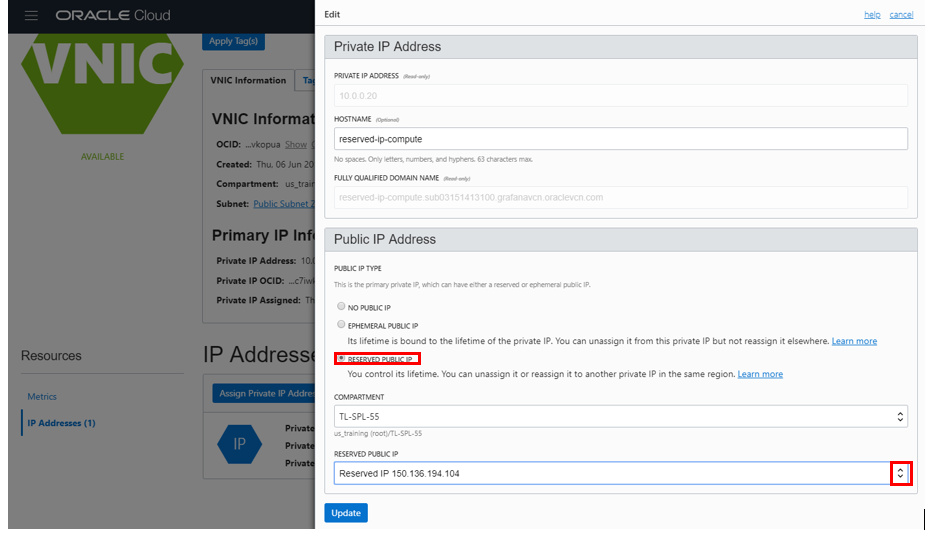 ORACLE Cloud
VNIC
AVAILABLE
Resources
Metrics
IP Addresses (1)
Apply Tag(s)
VNIC Information
Tag
VNIC Informat
OCID: ...vkopua Show
Created: Thu, 06 Jun 20
Compartment: us_train
Subnet: Public Subnet
Primary IP Inf
Private IP Address: 10.
Private IP OCID: ...c7iwk
Private IP Assigned: Th
IP Addresse
Assign Private IP Addre
IP
Private
Private
Private
Edit
help cancel
Private IP Address
PRIVATE IP ADDRESS (Read-only)
10.0.0.20
HOSTNAME (Optional)
reserved-ip-compute
No spaces. Only letters, numbers, and hyphens. 63 characters max.
FULLY QUALIFIED DOMAIN NAME (Read-only)
reserved-ip-compute.sub03151413100.grafanavcn.oraclevcn.com
Public IP Address
PUBLIC IP TYPE
This is the primary private IP, which can have either a reserved or ephemeral public IP.
NO PUBLIC IP
EPHEMERAL PUBLIC IP
Its lifetime is bound to the lifetime of the private IP. You can unassign it from this private IP but not reassign it elsewhere. Learn more
RESERVED PUBLIC IP
You control its lifetime. You can unassign it or reassign it to another private IP in the same region. Learn more
COMPARTMENT
TL-SPL-55
us_training (root)/TL-SPL-55
RESERVED PUBLIC IP
Reserved IP 150.136.194.104
Update